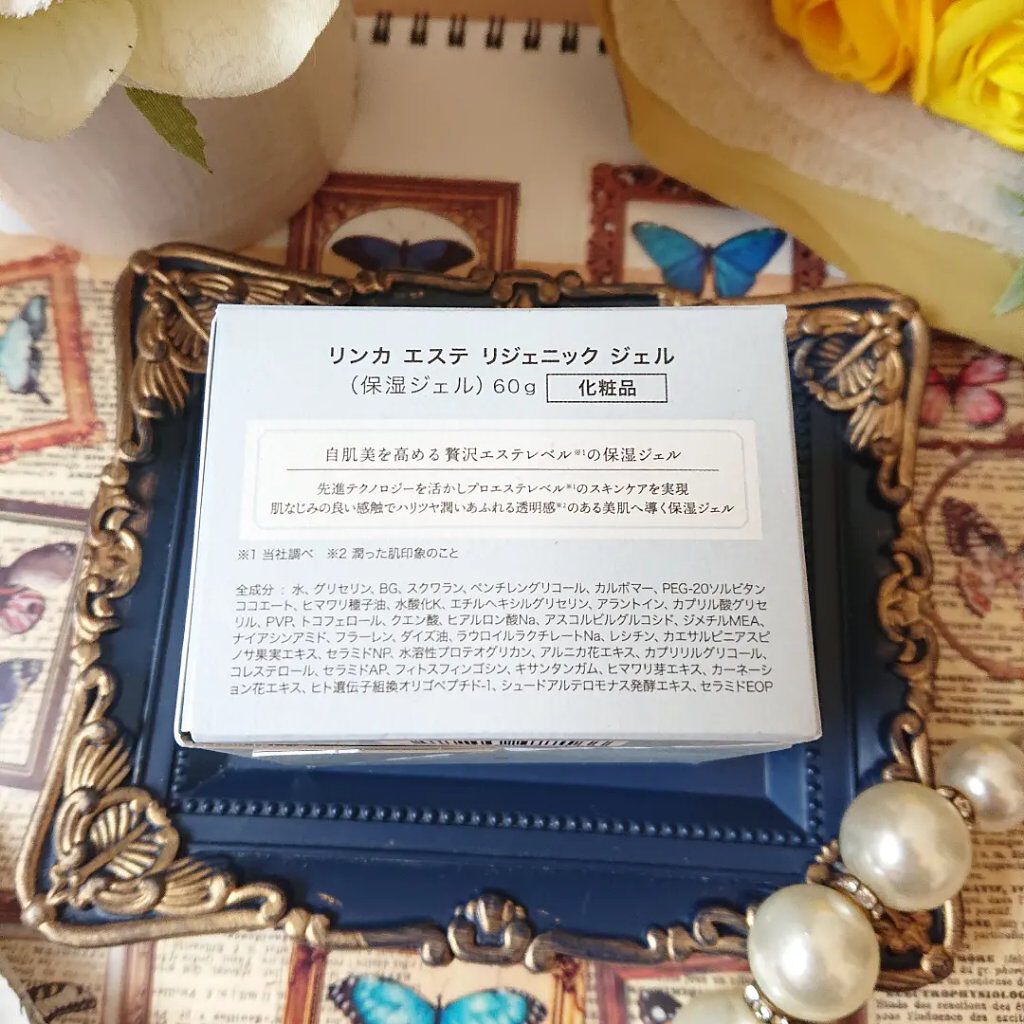 リンカ エステ リジェニック ジェル
(保湿ジェル) 60g 化粧品
自肌美を高める 贅沢エステレベル※1の保湿ジェル
先進テクノロジーを活かしプロエステレベル※1のスキンケアを実現
肌なじみの良い感触でハリツヤ潤いあふれる透明感※2のある美肌へ導く保湿ジェル
※1 当社調べ ※2 潤った肌印象のこと
全成分 : 水、グリセリン、BG、スクワラン、ペンチレングリコール、カルボマー、PEG-20ソルビタン
ココエート、ヒマワリ種子油、水酸化K、エチルヘキシルグリセリン、アラントイン、カプリル酸グリセ
リル、PVP、トコフェロール、クエン酸、ヒアルロン酸Na、アスコルビルグルコシド、ジメチルMEA、
ナイアシンアミド、フラーレン、ダイズ油、ラウロイルラクチレートNa、レシチン、カエサルピニアスピ
ノサ果実エキス、セラミドNP、水溶性プロテオグリカン、アルニカ花エキス、カプリリルグリコール、
コレステロール、セラミドAP、フィトスフィンゴシン、キサンタンガム、ヒマワリ芽エキス、カーネーシ
ョン花エキス、ヒト遺伝子組換オリゴペプチド-1、シュードアルテロモナス発酵エキス、セラミドEOP